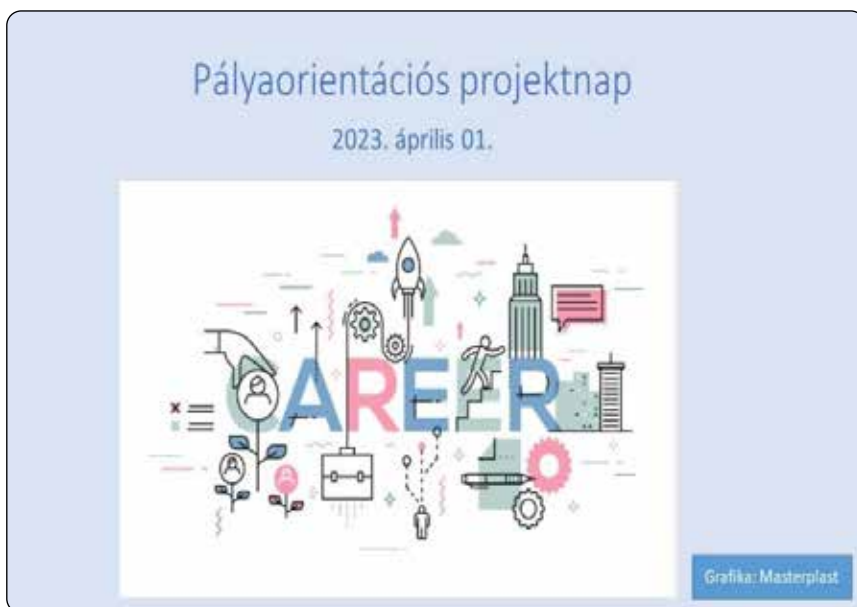 Pályaorientációs projektnap
2023. április 01.
CAREER
Grafika: Masterplast